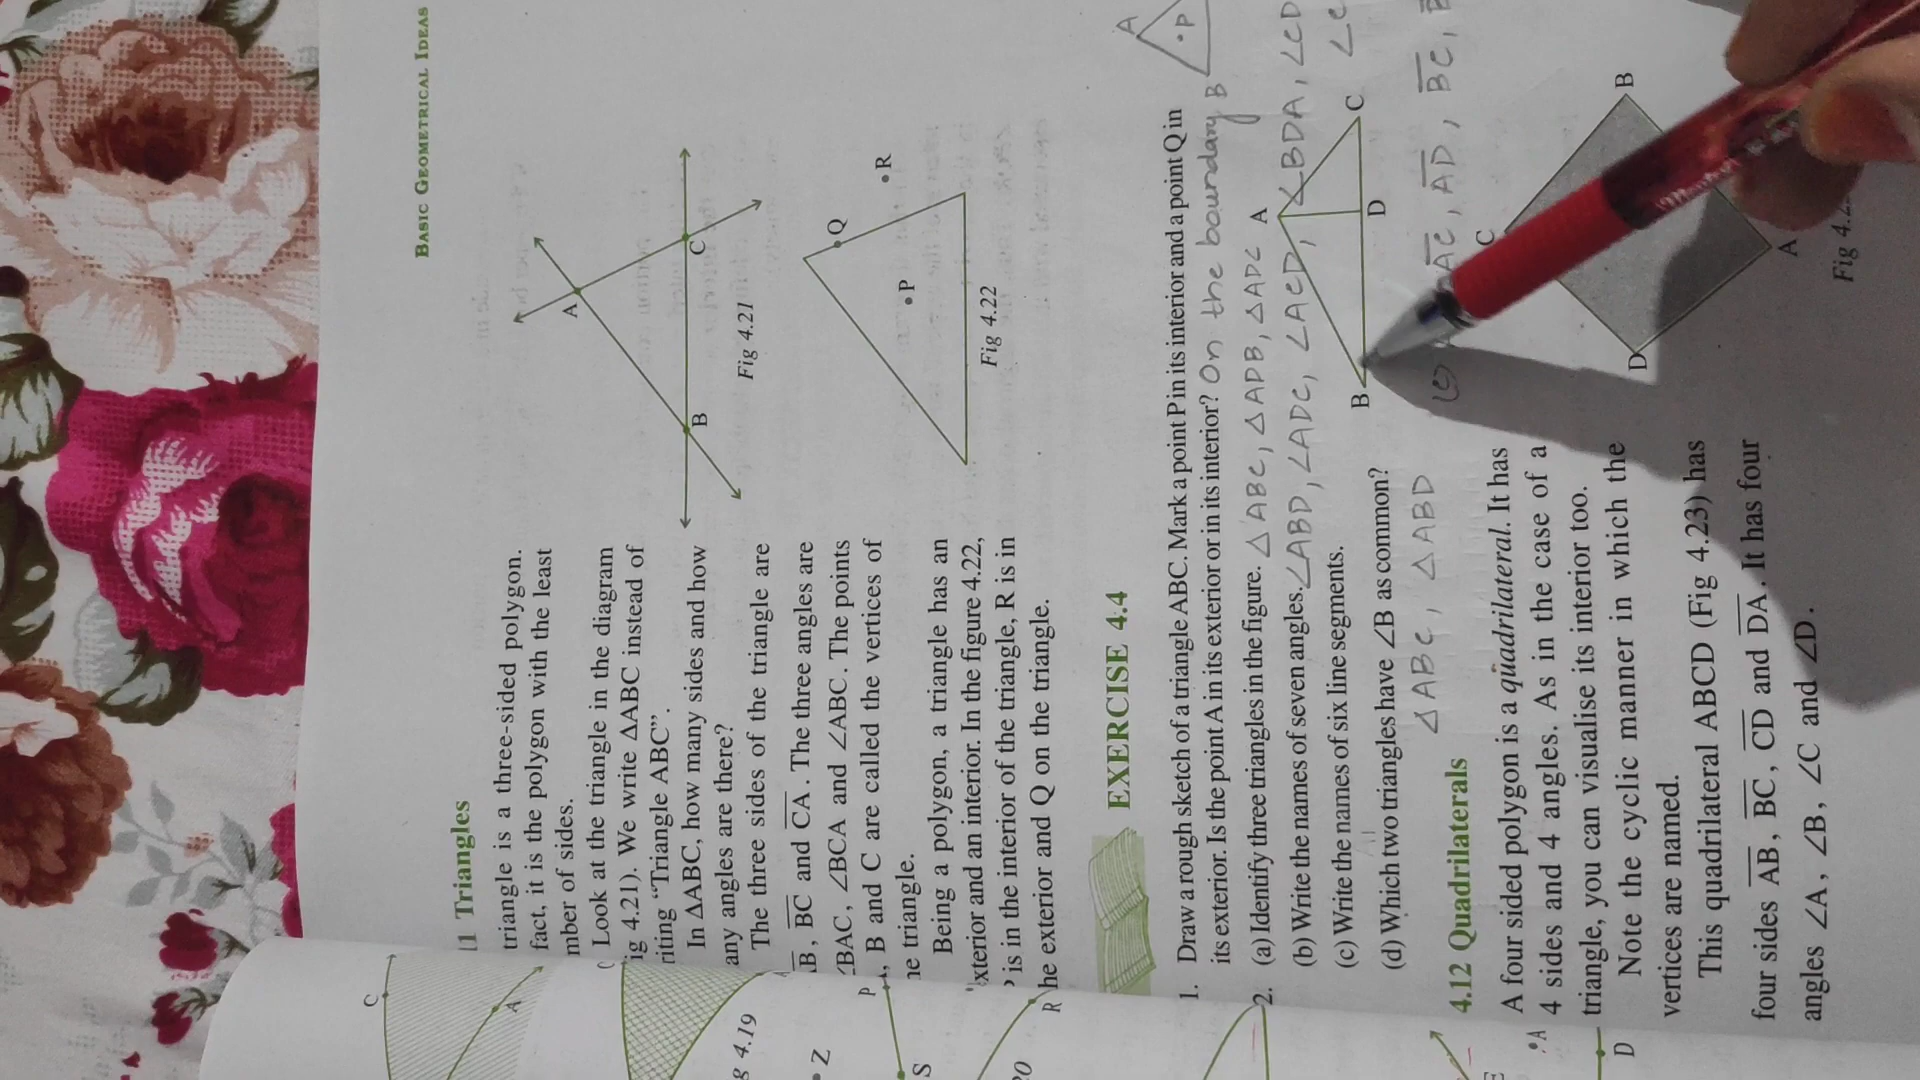 BASIC GEOMETRICAL IDEAS
Triangles
triangle is a three-sided polygon.
fact, it is the polygon with the least
mber of sides.
Look at the triangle in the diagram
ig 4.21). We write ΔABC instead of
riting “Triangle ABC”.
In ΔABC, how many sides and how
any angles are there?
The three sides of the triangle are
B, BC and CA. The three angles are
∠BAC, ∠BCA and ∠ABC. The points
A, B and C are called the vertices of
he triangle.
Being a polygon, a triangle has an
xterior and an interior. In the figure 4.22,
P is in the interior of the triangle, R is in
he exterior and Q on the triangle.
A
B
C
Fig 4.21
Q
R
P
Fig 4.22
EXERCISE 4.4
1. Draw a rough sketch of a triangle ABC. Mark a point P in its interior and a point Q in
its exterior. Is the point A in its exterior or in its interior? On the boundary
A
P
B
2. (a) Identify three triangles in the figure. ΔABC, ΔADB, ΔADC
(b) Write the names of seven angles. ∠ABD, ∠ADC, ∠ACD, ∠BDA, ∠CD
(c) Write the names of six line segments.
(d) Which two triangles have ∠B as common?
ΔABC, ΔABD
A
B
D
C
(c) AC, AD, BC,
4.12 Quadrilaterals
A four sided polygon is a quadrilateral. It has
4 sides and 4 angles. As in the case of a
triangle, you can visualise its interior too.
Note the cyclic manner in which the
vertices are named.
This quadrilateral ABCD (Fig 4.23) has
four sides AB, BC, CD and DA. It has four
angles ∠A, ∠B, ∠C and ∠D.
C
B
D
A
Fig 4.2
C
A
g 4.19
Z
P
S
R
20
A
D